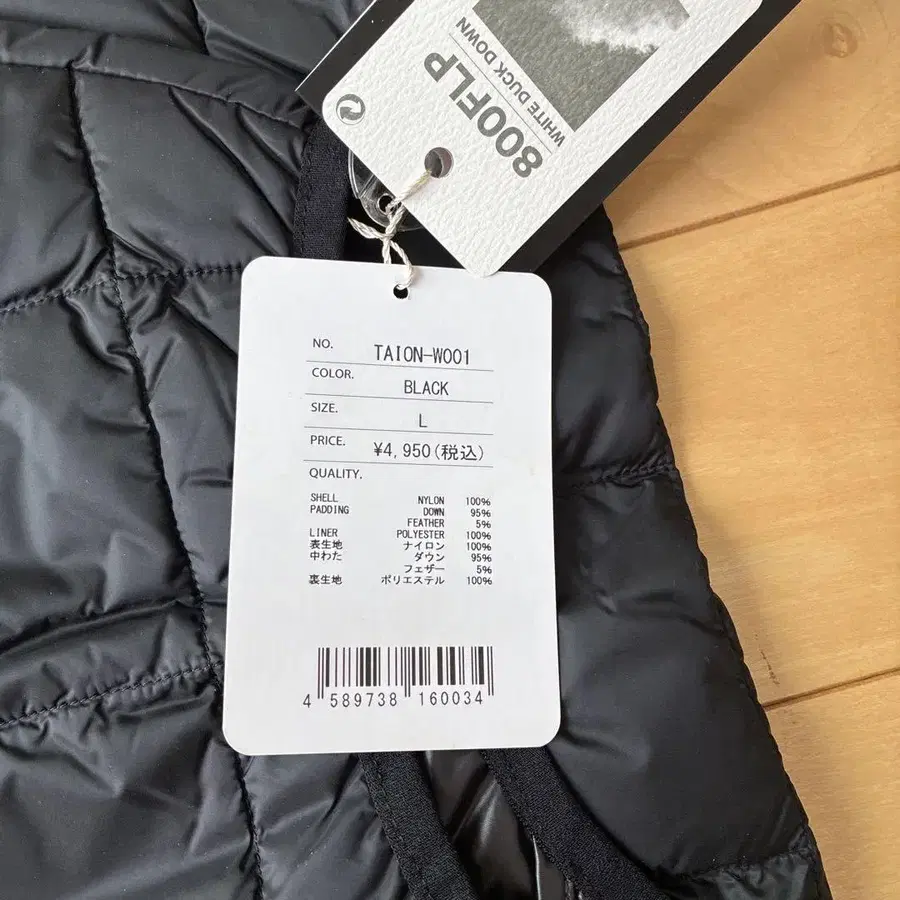 800FLP
WHITE DUCK DOWN
NO. TAION-W001
COLOR. BLACK
SIZE. L
PRICE. ¥4,950(税込)
QUALITY.
SHELL NYLON 100%
PADDING DOWN 95%
FEATHER 5%
LINER POLYESTER 100%
表生地 ナイロン 100%
中わた ダウン 95%
フェザー 5%
裏生地 ポリエステル 100%
4 589738 160034